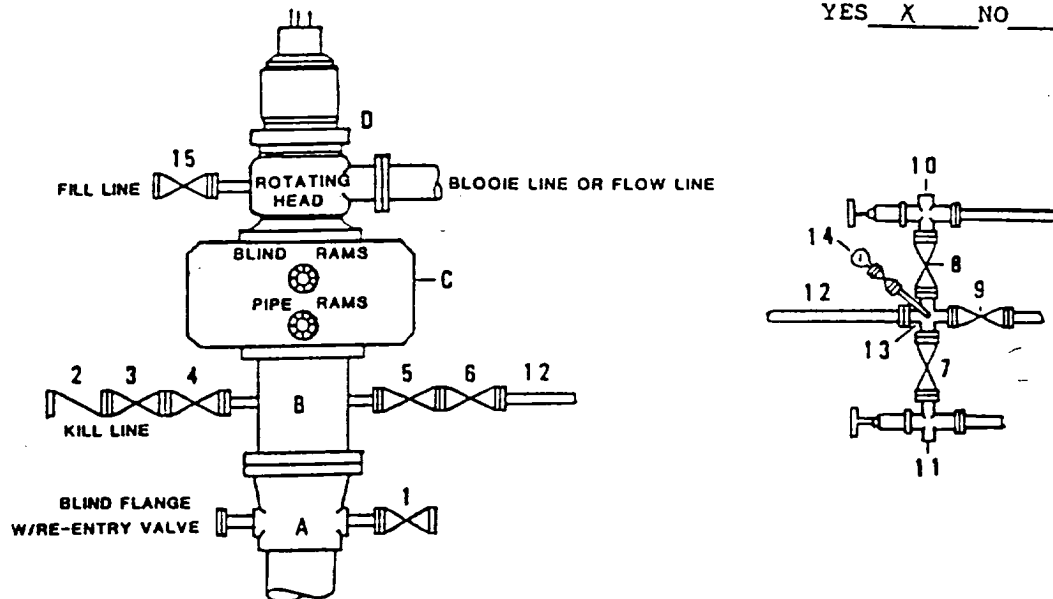 YES X NO
D
15
FILL LINE
ROTATING
HEAD
BLOOIE LINE OR FLOW LINE
BLIND RAMS
C
PIPE RAMS
2 3 4
B
5 6 12
KILL LINE
BLIND FLANGE
W/RE-ENTRY VALVE
A
1
10
14
8
12
9
13
7
11